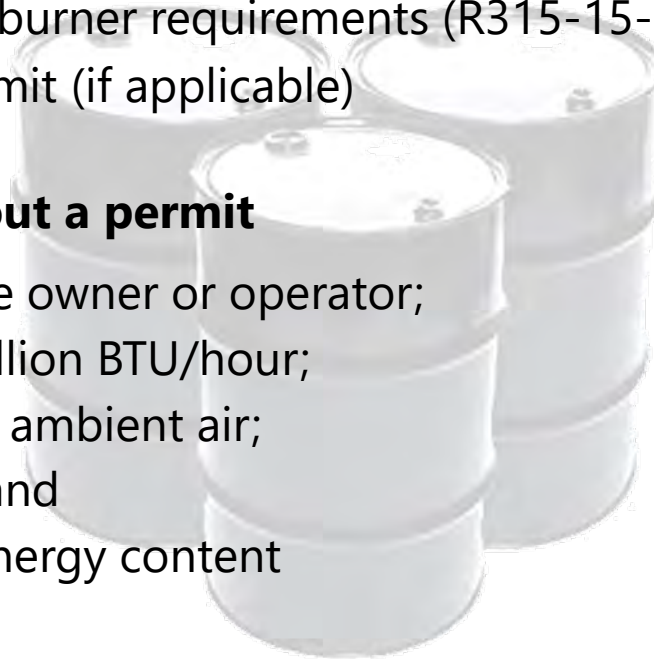 burner requirements (R315-15-
mit (if applicable)
out a permit
e owner or operator;
llion BTU/hour;
ambient air;
and
nergy content